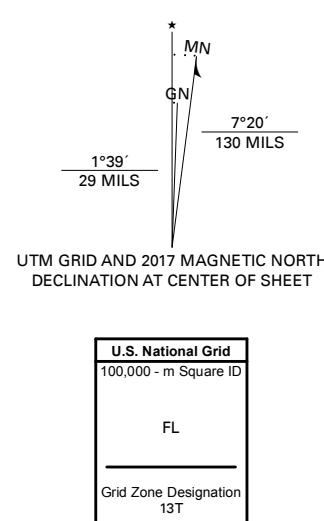 ★
MN
GN
7°20´
130 MILS
1°39´
29 MILS
UTM GRID AND 2017 MAGNETIC NORTH
DECLINATION AT CENTER OF SHEET
U.S. National Grid
100,000 - m Square ID
FL
Grid Zone Designation
13T